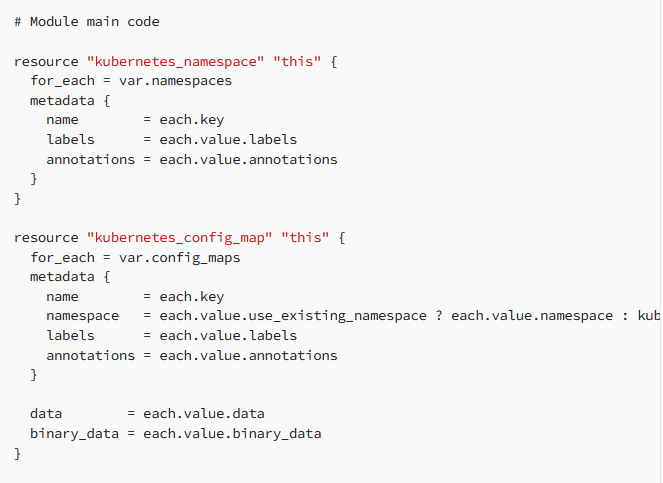 # Module main code

resource "kubernetes_namespace" "this" {
  for_each = var.namespaces
  metadata {
    name        = each.key
    labels      = each.value.labels
    annotations = each.value.annotations
  }
}

resource "kubernetes_config_map" "this" {
  for_each = var.config_maps
  metadata {
    name        = each.key
    namespace   = each.value.use_existing_namespace ? each.value.namespace : kub
    labels      = each.value.labels
    annotations = each.value.annotations
  }

  data        = each.value.data
  binary_data = each.value.binary_data
}